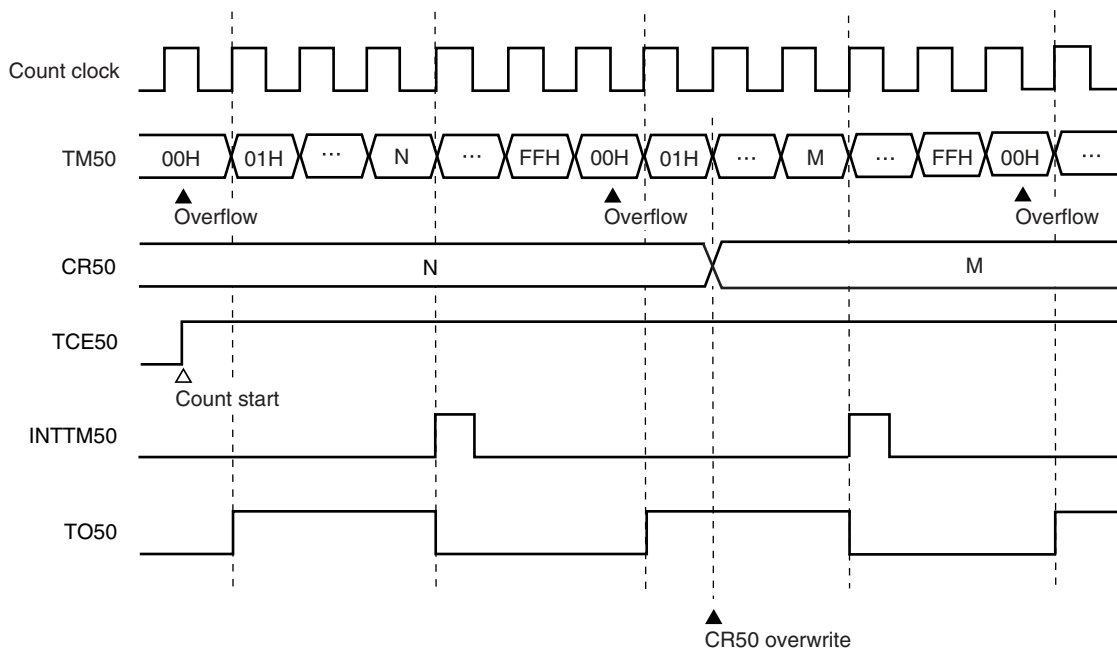 Count clock
TM50 00H 01H ... N ... FFH 00H 01H ... M ... FFH 00H ...
Overflow Overflow Overflow
CR50 N M
TCE50
Count start
INTTM50
TO50
CR50 overwrite